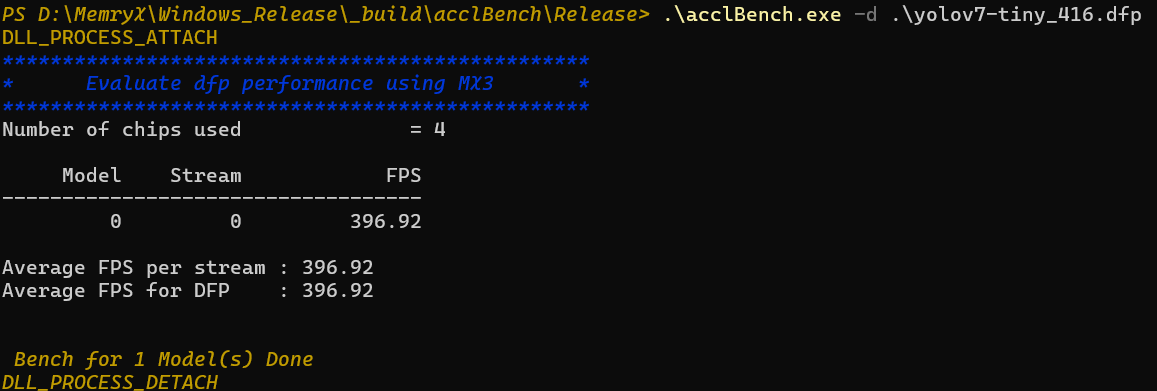 PS D:\MemryX\Windows_Release\_build\acclBench\Release> .\acclBench.exe -d .\yolov7-tiny_416.dfp
DLL_PROCESS_ATTACH
*************************************************
*      Evaluate dfp performance using MX3       *
*************************************************
Number of chips used              = 4
     Model    Stream            FPS
-----------------------------------
         0         0         396.92
Average FPS per stream : 396.92
Average FPS for DFP    : 396.92
 Bench for 1 Model(s) Done
DLL_PROCESS_DETACH